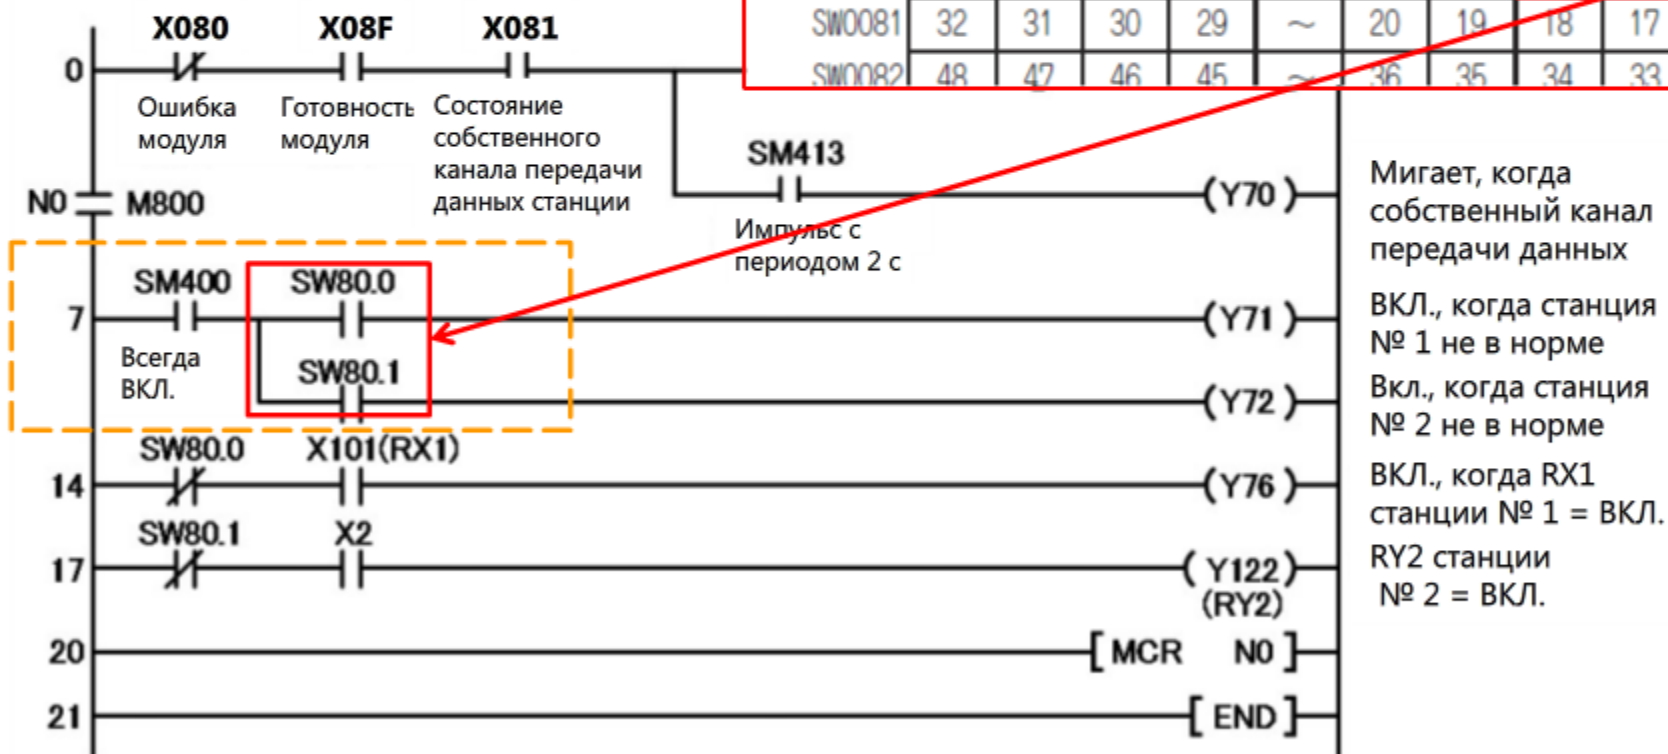 X080 X08F X081
SW0081 32 31 30 29 ~ 20 19 18 17
0
SW0082 48 47 46 45 ~ 36 35 34 33
Ошибка
модуля
Готовность
модуля
Состояние
собственного
канала передачи
данных станции
SM413
(Y70)
Импульс с
периодом 2 с
Мигает, когда
собственный канал
передачи данных
N0 M800
SM400 SW80.0
7
(Y71)
ВКЛ., когда станция
№ 1 не в норме
Всегда
ВКЛ.
SW80.1
(Y72)
Вкл., когда станция
№ 2 не в норме
SW80.0 X101(RX1)
14
(Y76)
ВКЛ., когда RX1
станции № 1 = ВКЛ.
SW80.1 X2
17
(Y122)
(RY2)
RY2 станции
№ 2 = ВКЛ.
20 [MCR N0]
21 [END]